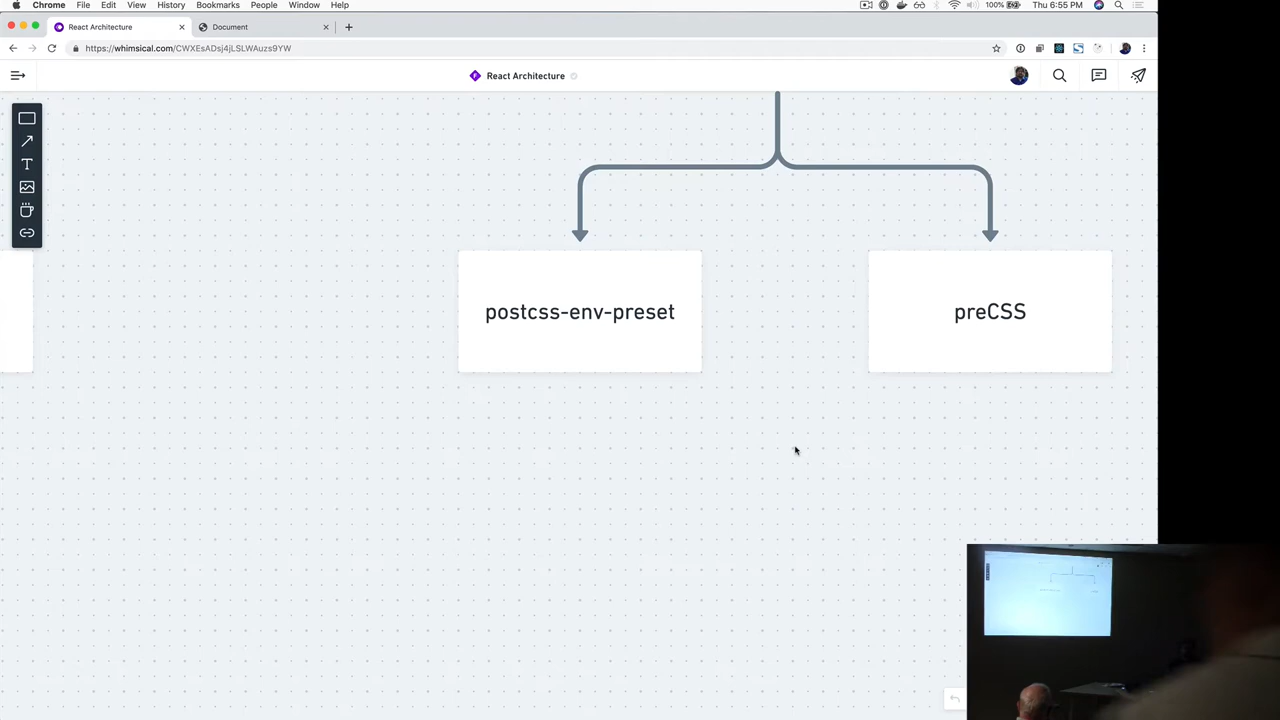 Chrome File Edit View History Bookmarks People Window Help 100% Thu 6:55 PM
React Architecture Document
https://whimsical.com/CWXEsADsj4jLSLWAuzs9YW
React Architecture
T
postcss-env-preset preCSS